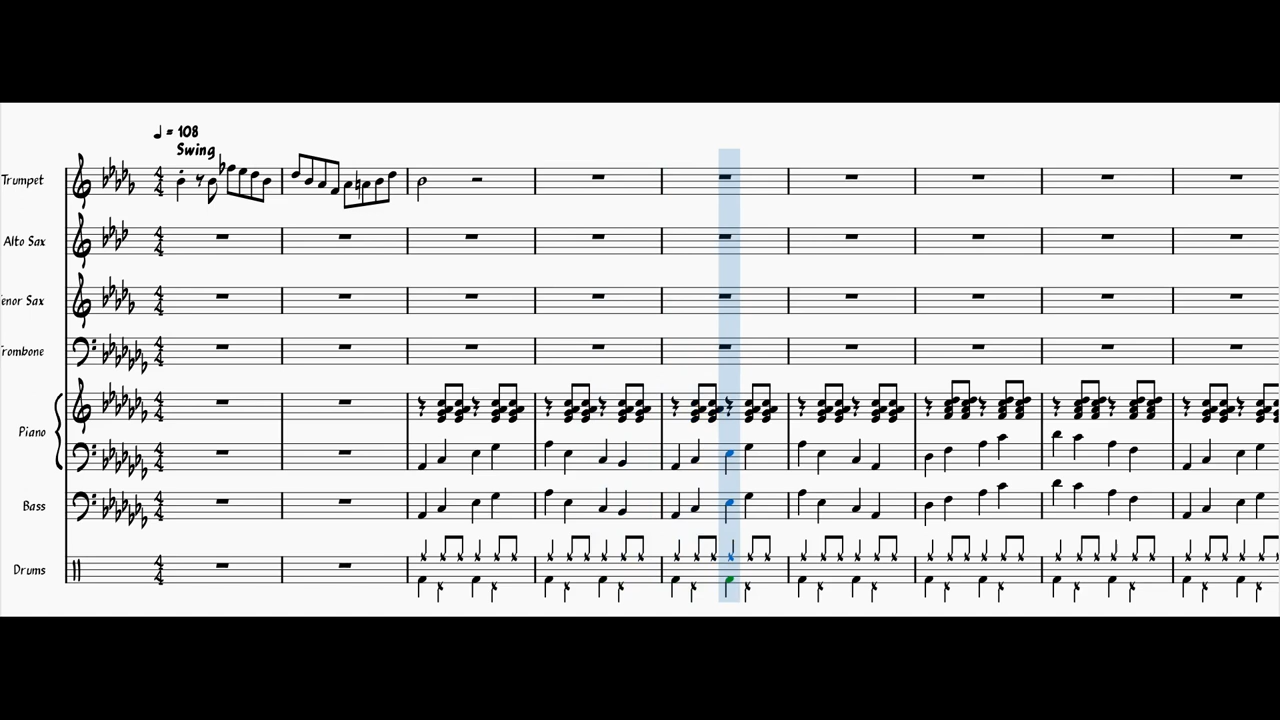 ♩ = 108
Swing
Trumpet
Alto Sax
enor Sax
rombone
Piano
Bass
Drums